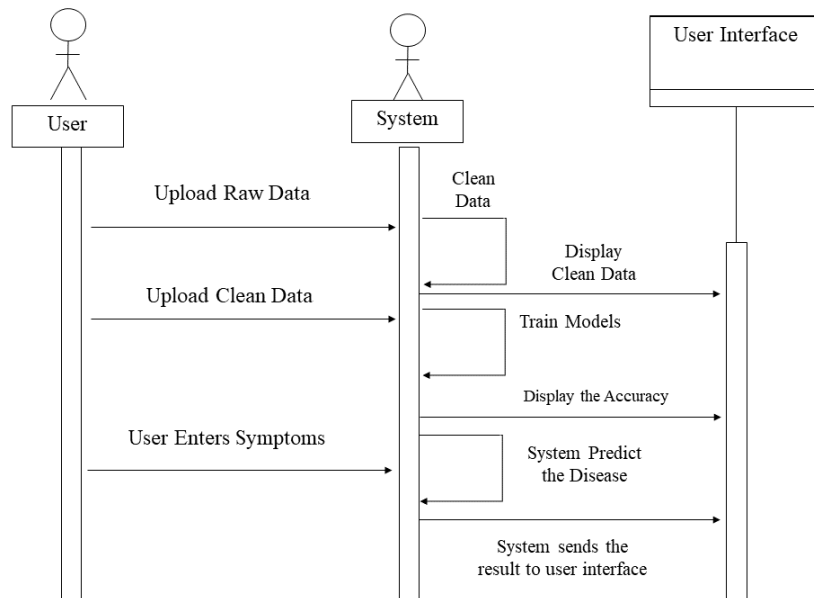 User
System
User Interface
Upload Raw Data
Clean
Data
Display
Clean Data
Upload Clean Data
Train Models
Display the Accuracy
User Enters Symptoms
System Predict
the Disease
System sends the
result to user interface